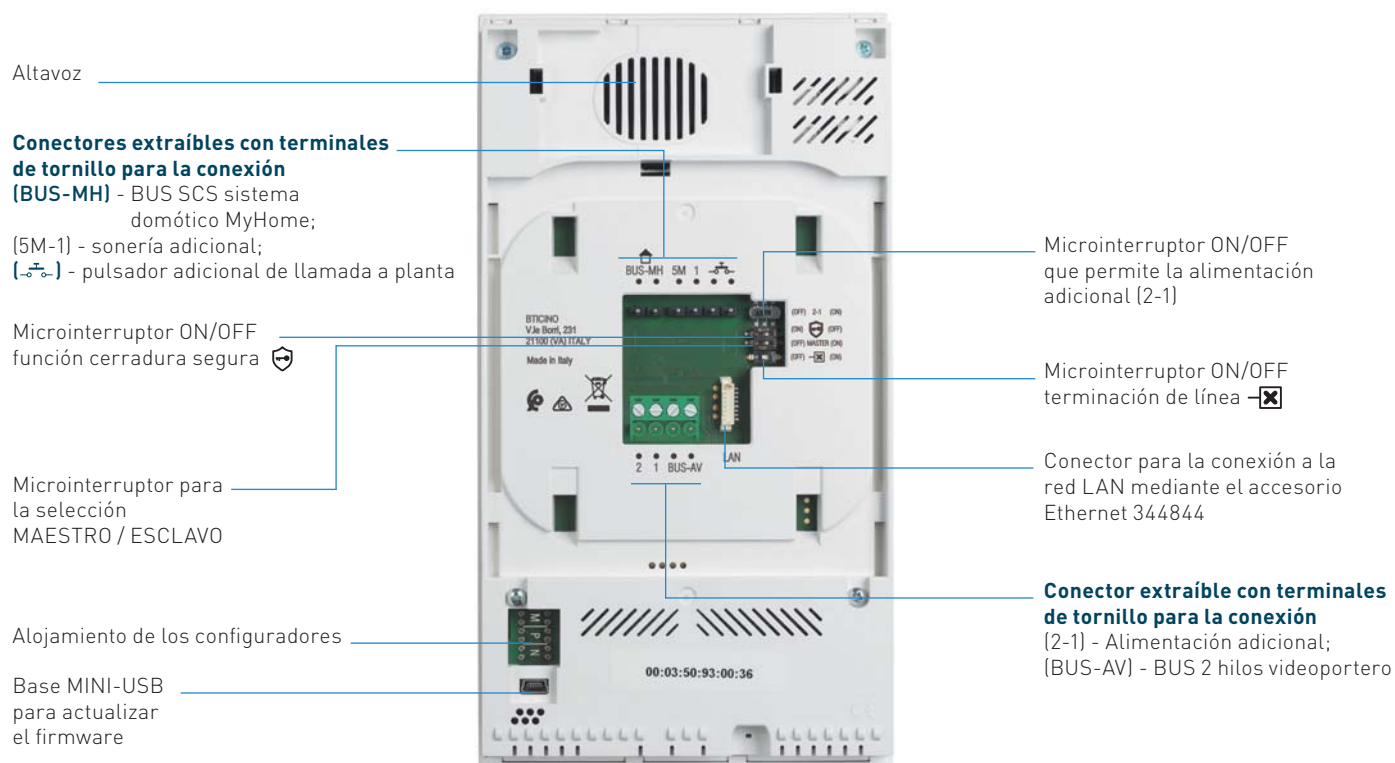 Altavoz
Conectores extraíbles con terminales
de tornillo para la conexión
(BUS-MH) - BUS SCS sistema
domótico MyHome;
(5M-1) - sonería adicional;
( ) - pulsador adicional de llamada a planta
Microinterruptor ON/OFF
función cerradura segura
Microinterruptor para
la selección
MAESTRO / ESCLAVO
Alojamiento de los configuradores
Base MINI-USB
para actualizar
el firmware
BUS-MH 5M 1
BTICINO
V.le Borri, 231
21100 (VA) ITALY
Made in Italy
(OFF) 2-1 (ON)
(ON) (OFF)
(OFF) MASTER (ON)
(OFF) (ON)
2 1 BUS-AV LAN
M P N
00:03:50:93:00:36
Microinterruptor ON/OFF
que permite la alimentación
adicional (2-1)
Microinterruptor ON/OFF
terminación de línea
Conector para la conexión a la
red LAN mediante el accesorio
Ethernet 344844
Conector extraíble con terminales
de tornillo para la conexión
(2-1) - Alimentación adicional;
(BUS-AV) - BUS 2 hilos videoportero